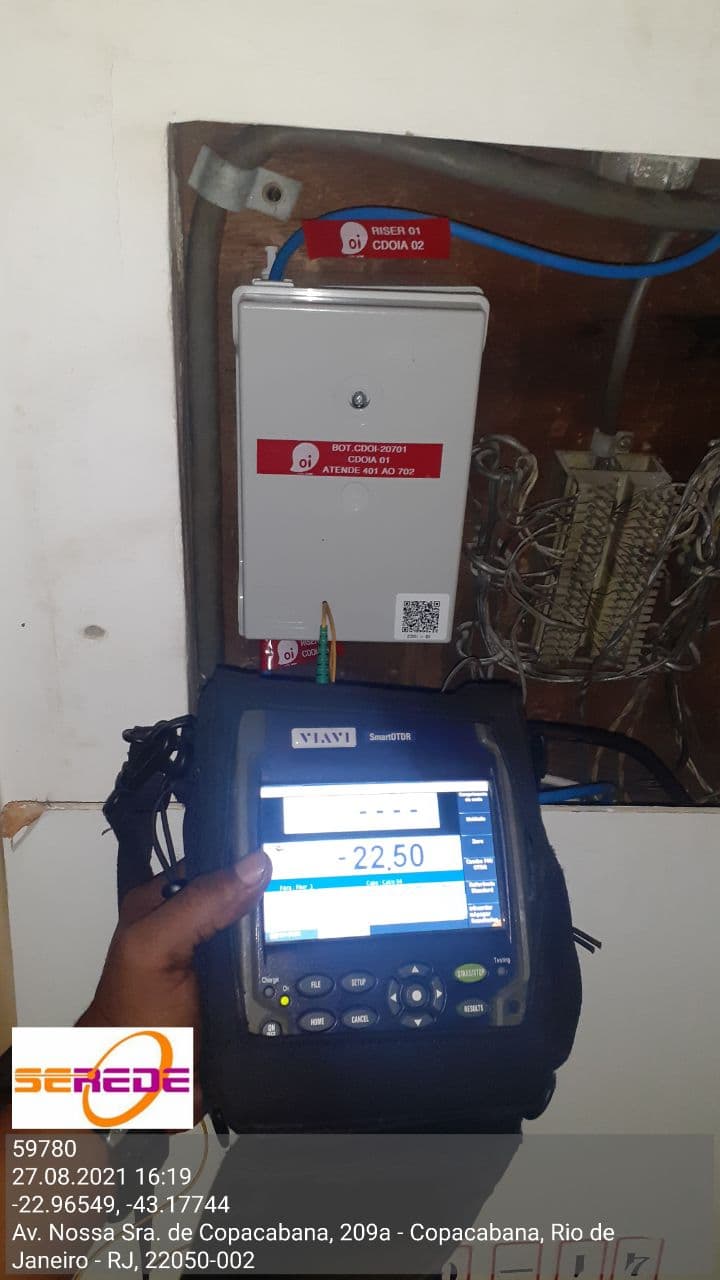 RISER 01
oi
CDOIA 02
BOT.CDOI-20701
oi
CDOIA 01
ATENDE 401 AO 702
RISER
oi
VIAVI
SmartOTDR
- - - -
-22.50
Charge
On
Testing
FILE
SETUP
START/STOP
HOME
CANCEL
RESULTS
ON
SEREDE
59780
27.08.2021 16:19
-22.96549, -43.17744
Av. Nossa Sra. de Copacabana, 209a - Copacabana, Rio de
Janeiro - RJ, 22050-002